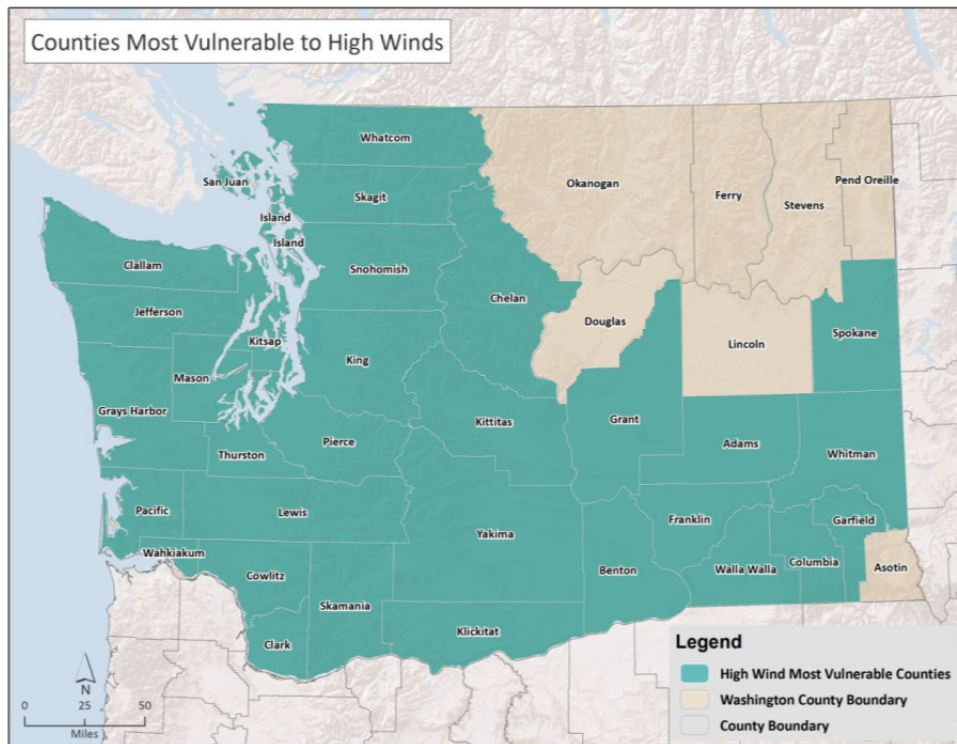 Counties Most Vulnerable to High Winds
Whatcom
San Juan
Skagit
Okanogan
Ferry
Stevens
Pend Oreille
Island
Island
Clallam
Snohomish
Chelan
Jefferson
Douglas
Spokane
Kitsap
King
Lincoln
Mason
Grays Harbor
Kittitas
Grant
Thurston
Pierce
Adams
Whitman
Pacific
Lewis
Yakima
Franklin
Garfield
Wahkiakum
Cowlitz
Skamania
Benton
Walla Walla
Columbia
Asotin
Clark
Klickitat
Legend
High Wind Most Vulnerable Counties
Washington County Boundary
County Boundary
N
0 25 50
Miles